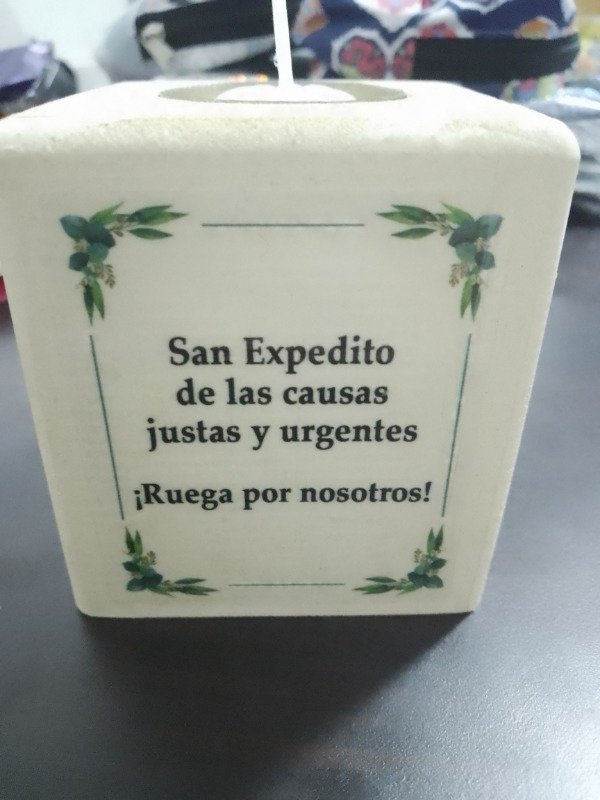 San Expedito
de las causas
justas y urgentes
¡Ruega por nosotros!